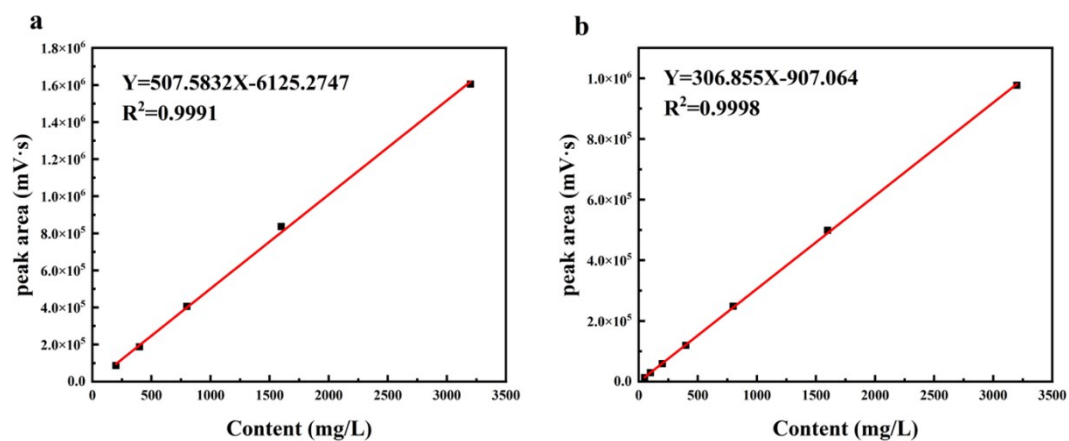 a
Y=507.5832X-6125.2747
R²=0.9991
1.8×10⁶
1.6×10⁶
1.4×10⁶
1.2×10⁶
1.0×10⁶
8.0×10⁵
6.0×10⁵
4.0×10⁵
2.0×10⁵
0.0
peak area (mV·s)
0 500 1000 1500 2000 2500 3000 3500
Content (mg/L)
b
Y=306.855X-907.064
R²=0.9998
1.0×10⁶
8.0×10⁵
6.0×10⁵
4.0×10⁵
2.0×10⁵
0.0
peak area (mV·s)
0 500 1000 1500 2000 2500 3000 3500
Content (mg/L)